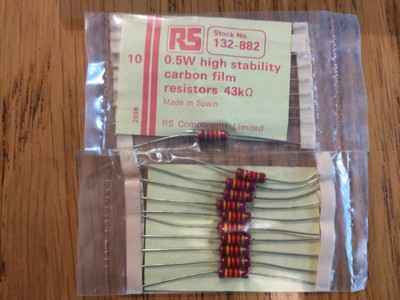 RS
Stock No.
132-882
10
0.5W high stability
carbon film
resistors 43kΩ
Made in Spain
RS Components Limited